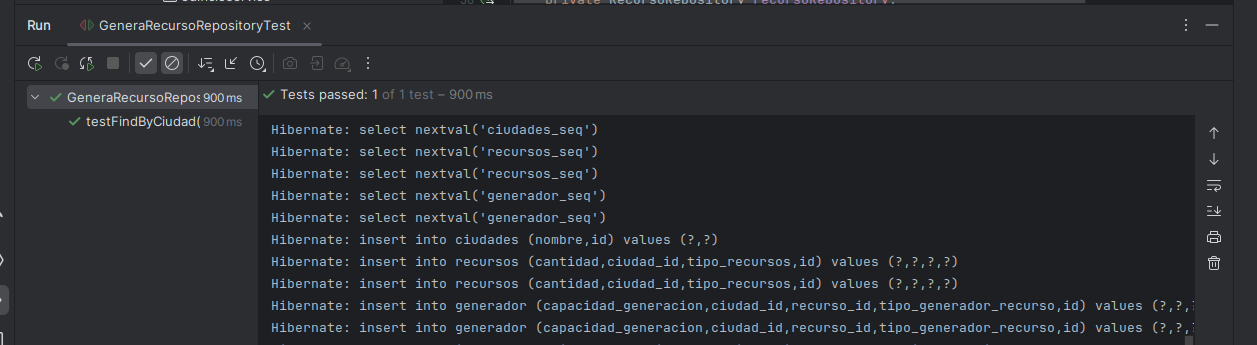 Run GeneraRecursoRepositoryTest
GeneraRecursoRepos 900 ms
Tests passed: 1 of 1 test – 900 ms
testFindByCiudad( 900 ms
Hibernate: select nextval('ciudades_seq')
Hibernate: select nextval('recursos_seq')
Hibernate: select nextval('recursos_seq')
Hibernate: select nextval('generador_seq')
Hibernate: select nextval('generador_seq')
Hibernate: insert into ciudades (nombre,id) values (?,?)
Hibernate: insert into recursos (cantidad,ciudad_id,tipo_recursos,id) values (?,?,?,?)
Hibernate: insert into recursos (cantidad,ciudad_id,tipo_recursos,id) values (?,?,?,?)
Hibernate: insert into generador (capacidad_generacion,ciudad_id,recurso_id,tipo_generador_recurso,id) values (?,?,?
Hibernate: insert into generador (capacidad_generacion,ciudad_id,recurso_id,tipo_generador_recurso,id) values (?,?,?